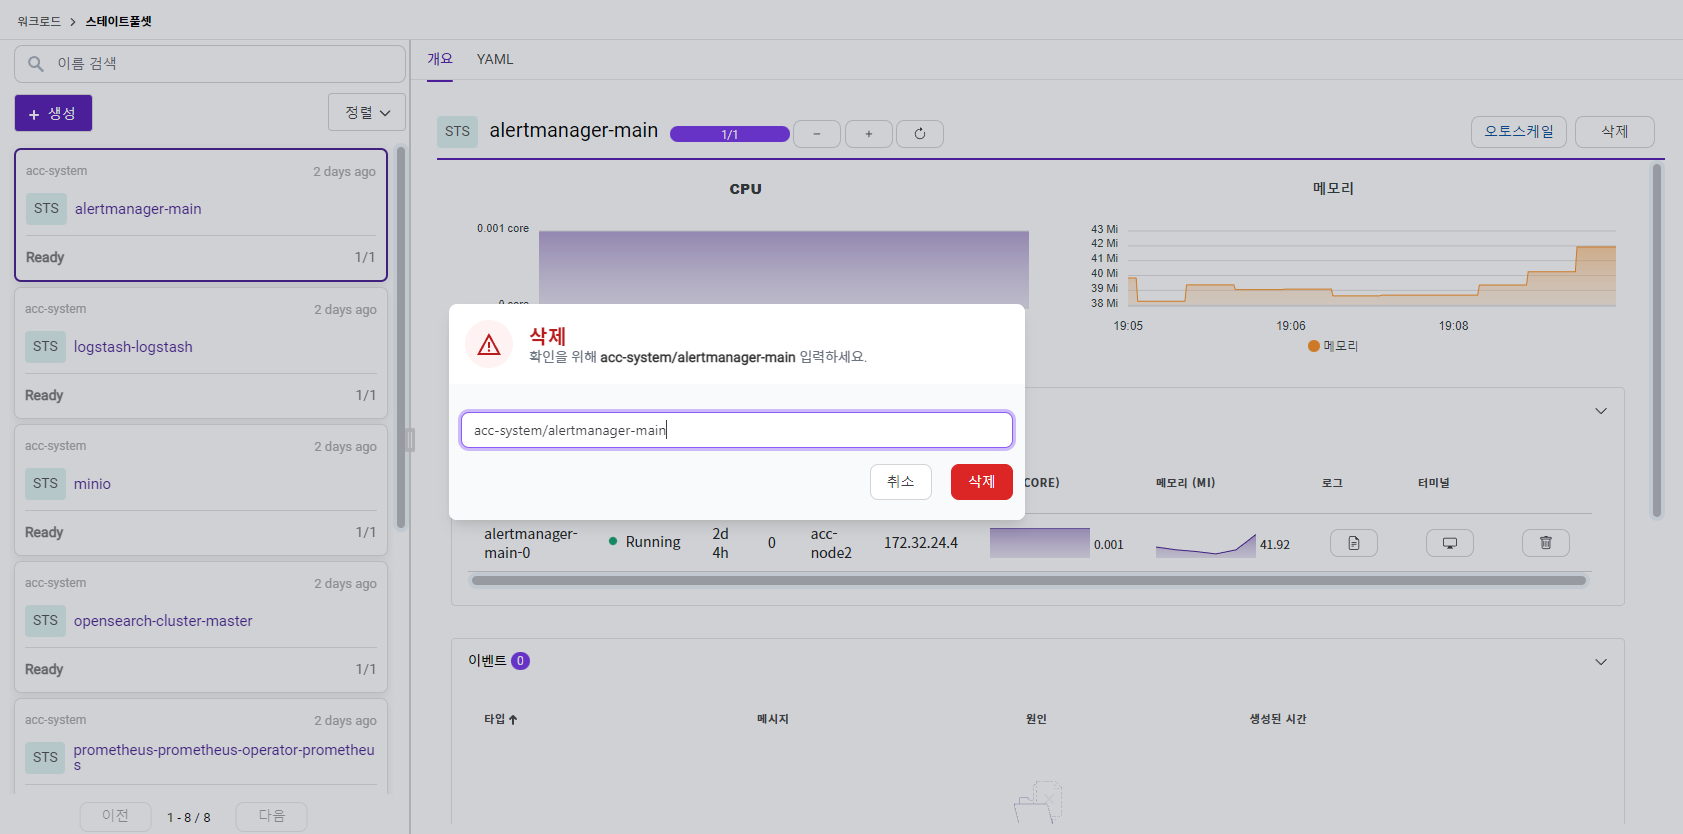 워크로드 > 스테이트풀셋
이름 검색
+ 생성
정렬
acc-system 2 days ago
STS alertmanager-main
Ready 1/1
acc-system 2 days ago
STS logstash-logstash
Ready 1/1
acc-system 2 days ago
STS minio
Ready 1/1
acc-system 2 days ago
STS opensearch-cluster-master
Ready 1/1
acc-system 2 days ago
STS prometheus-prometheus-operator-prometheu
s
이전 1 - 8 / 8 다음
개요 YAML
STS alertmanager-main 1/1 - + 오토스케일 삭제
CPU
0.001 core
0 core
메모리
43 Mi
42 Mi
41 Mi
40 Mi
39 Mi
38 Mi
19:05 19:06 19:08
메모리
삭제
확인을 위해 acc-system/alertmanager-main 입력하세요.
acc-system/alertmanager-main
취소 삭제
CORE) 메모리 (MI) 로그 터미널
alertmanager-
main-0
Running
2d
4h
0
acc-
node2
172.32.24.4
0.001
41.92
이벤트 0
타입 메시지 원인 생성된 시간